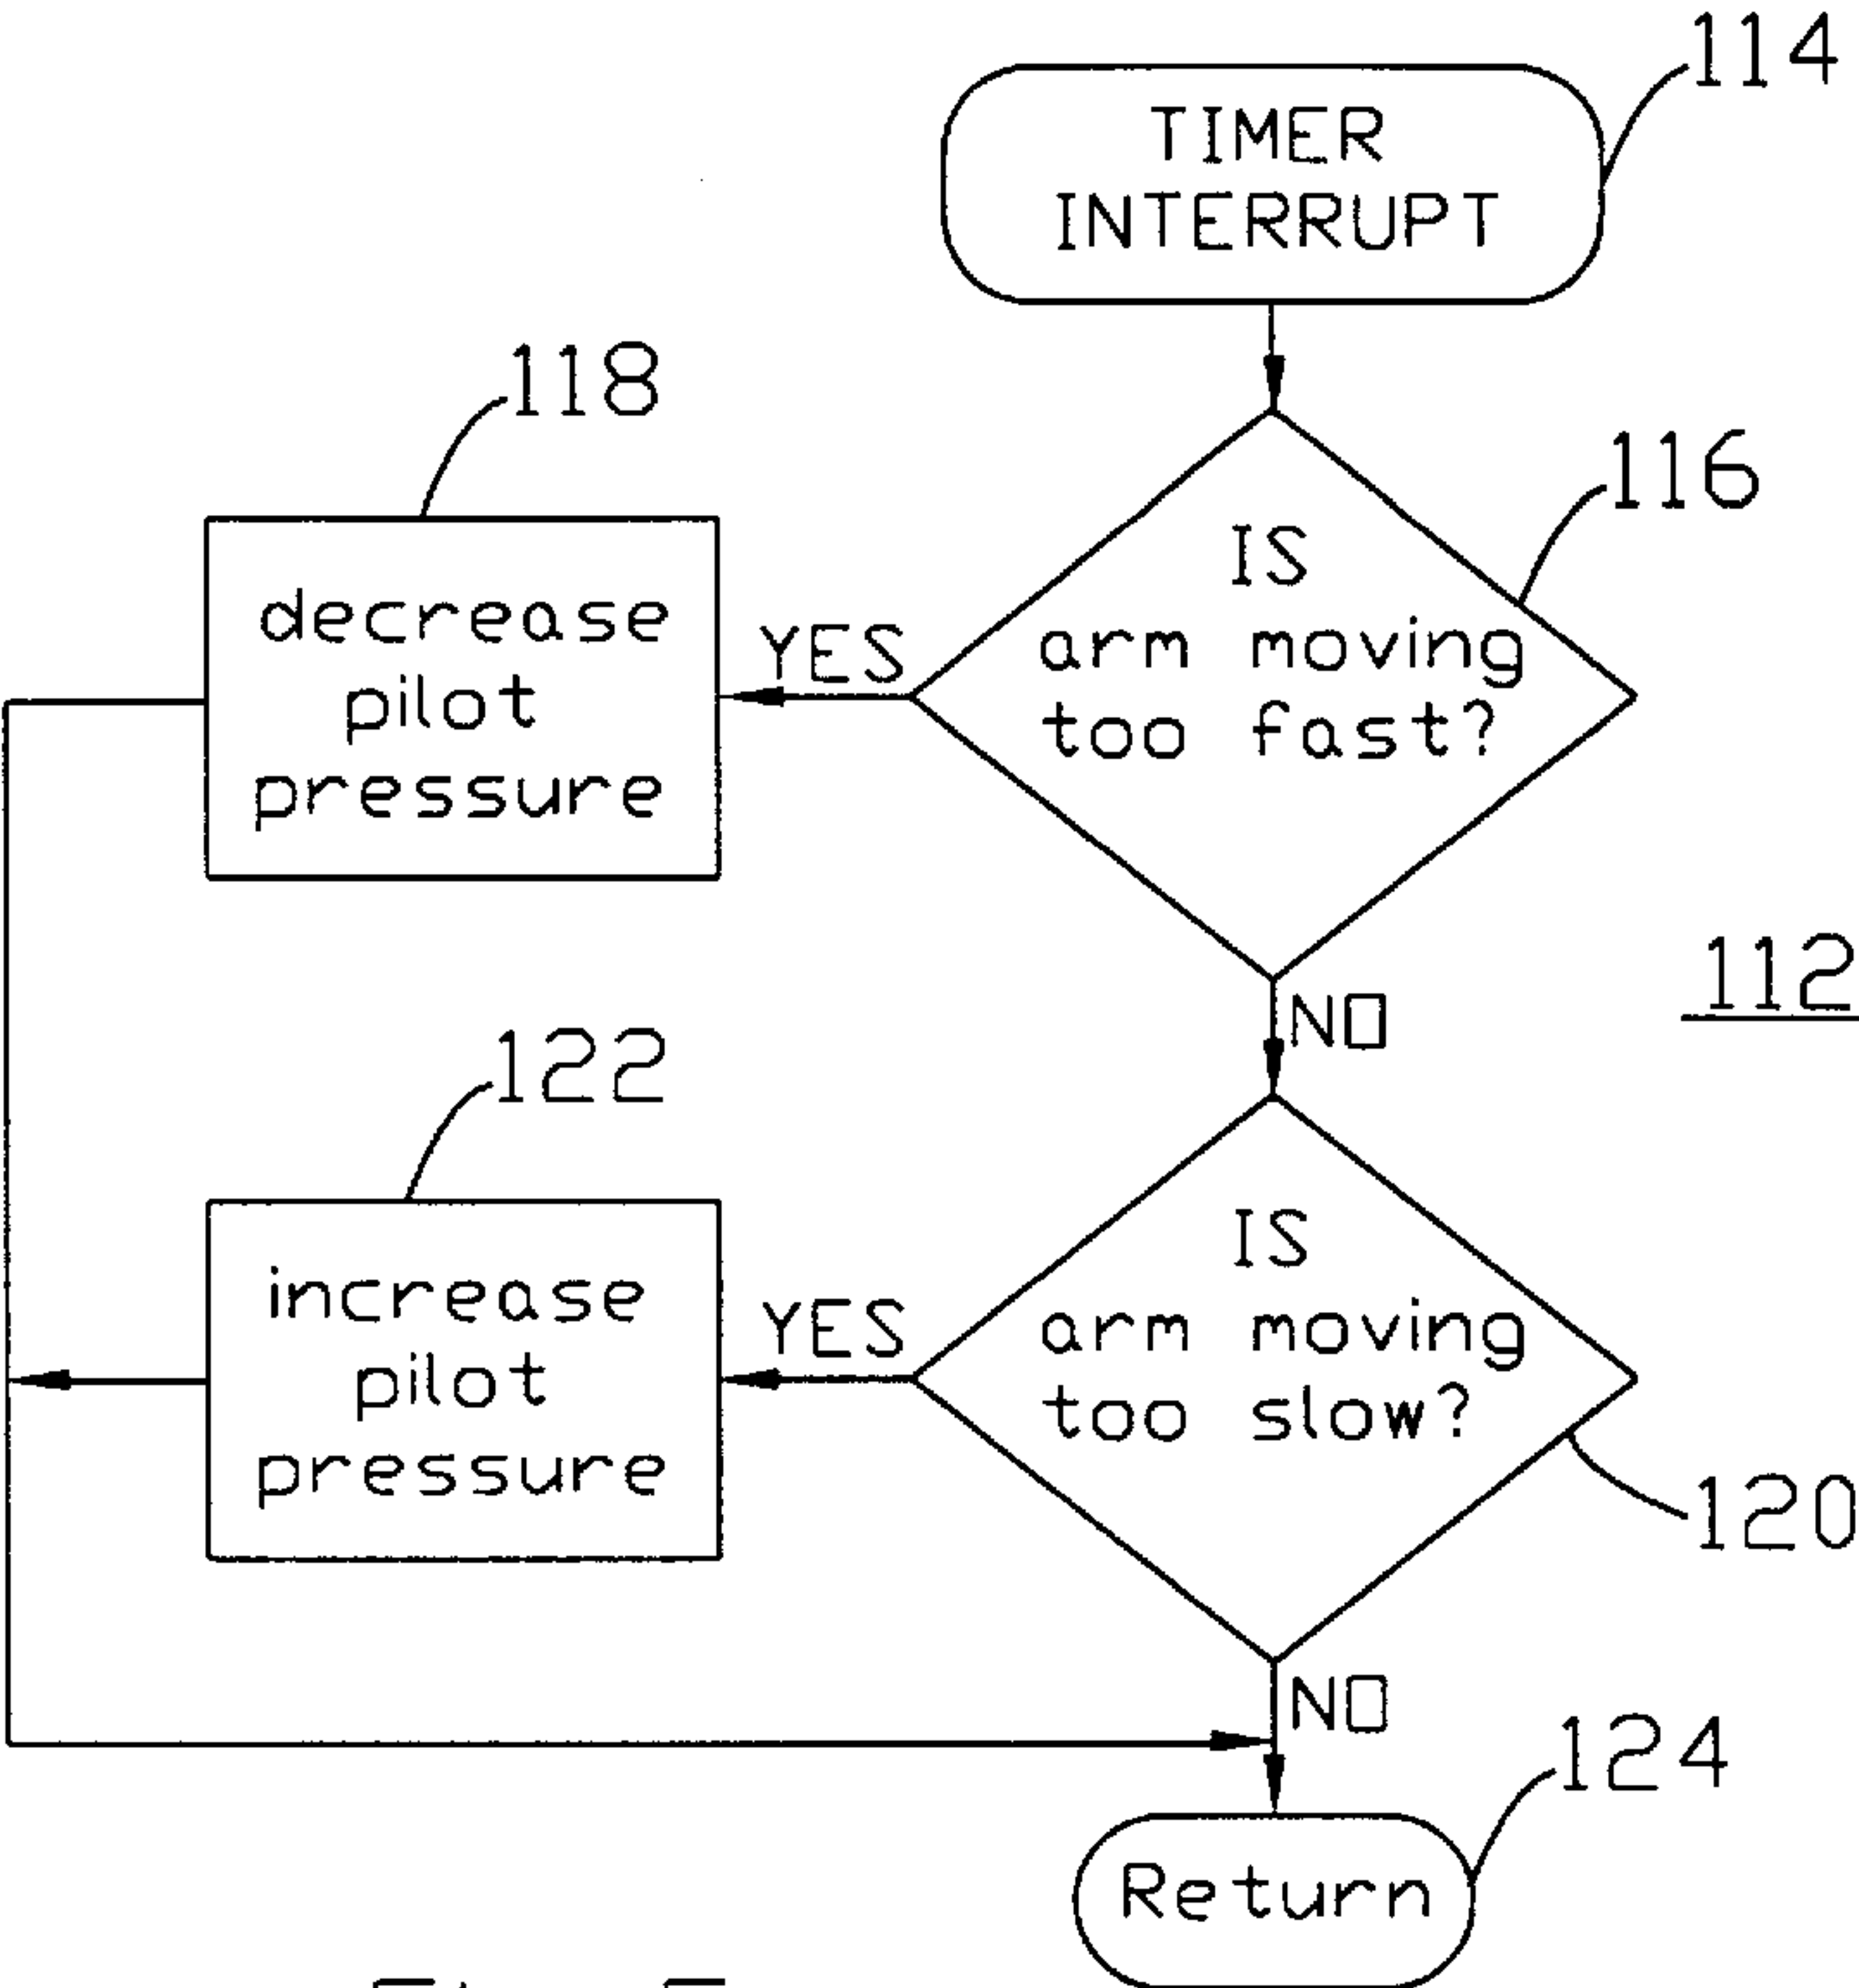 114
TIMER
INTERRUPT
118
116
IS
arm moving
too fast?
YES
decrease
pilot
pressure
112
NO
122
IS
arm moving
too slow?
YES
increase
pilot
pressure
120
NO
124
Return